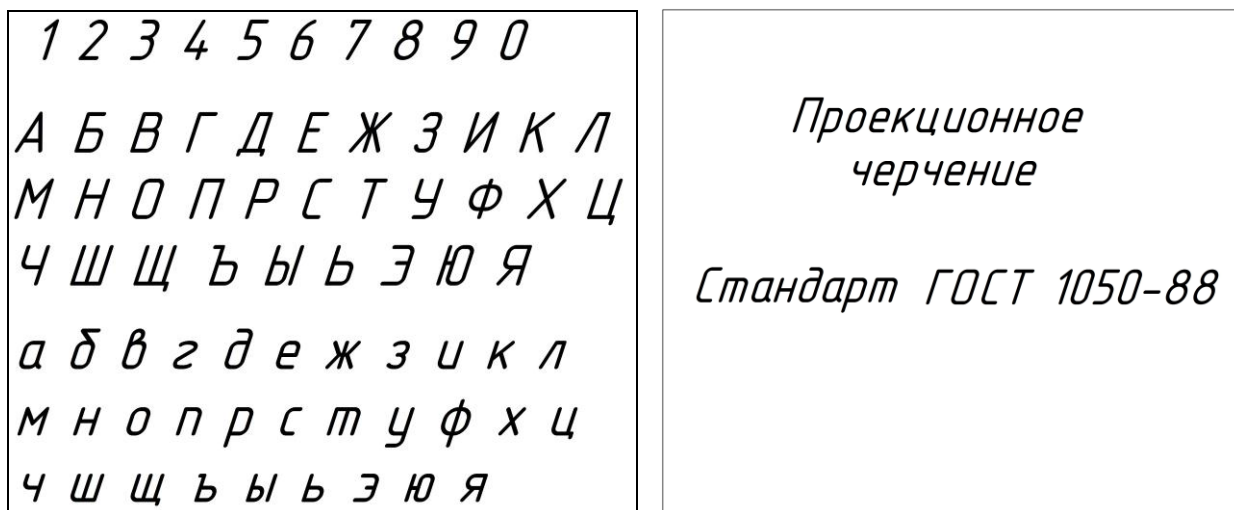 1 2 3 4 5 6 7 8 9 0
А Б В Г Д Е Ж З И К Л
М Н О П Р С Т У Ф Х Ц
Ч Ш Щ Ъ Ы Ь Э Ю Я
а б в г д е ж з и к л
м н о п р с т у ф х ц
ч ш щ ъ ы ь э ю я
Проекционное
черчение
Стандарт ГОСТ 1050-88